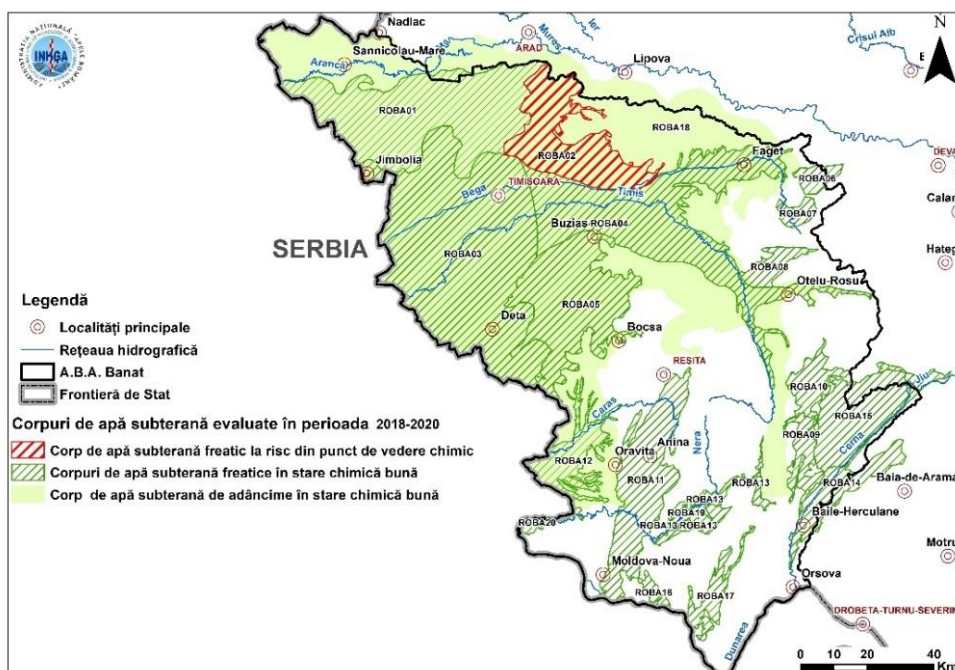 ADMINISTRAȚIA NAȚIONALĂ "APELE ROMÂNE"
INHGA
Nadlac
Ier
Crisul Alb
N
Sannicolau-Mare
ARAD
Mures
Lipova
Aranca
ROBA01
ROBA18
DEVA
ROBA02
Faget
Jimbolia
TIMISOARA
Timis
ROBA06
Bega
ROBA07
Buzias
ROBA04
SERBIA
ROBA03
ROBA08
Otelu-Rosu
ROBA05
Deta
Bocsa
RESITA
ROBA10
Jiu
Caras
ROBA15
Nera
Cerna
ROBA09
Anina
Oravita
ROBA12
ROBA11
ROBA13
ROBA14
Baia-de-Arama
ROBA13
ROBA19
ROBA20
ROBA13
ROBA13
Baile-Herculane
Moldova-Noua
Orsova
ROBA16
ROBA17
DROBETA-TURNU-SEVERIN
Dunarea
Legendă
Localități principale
Rețeaua hidrografică
A.B.A. Banat
Frontieră de Stat
Corpuri de apă subterană evaluate în perioada 2018-2020
Corp de apă subterană freatic la risc din punct de vedere chimic
Corpuri de apă subterană freatice în stare chimică bună
Corp de apă subterană de adâncime în stare chimică bună
0 10 20 40
Km